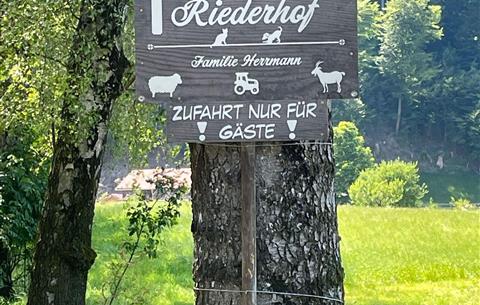 Riederhof
Familie Herrmann
ZUFAHRT NUR FÜR
! GÄSTE !